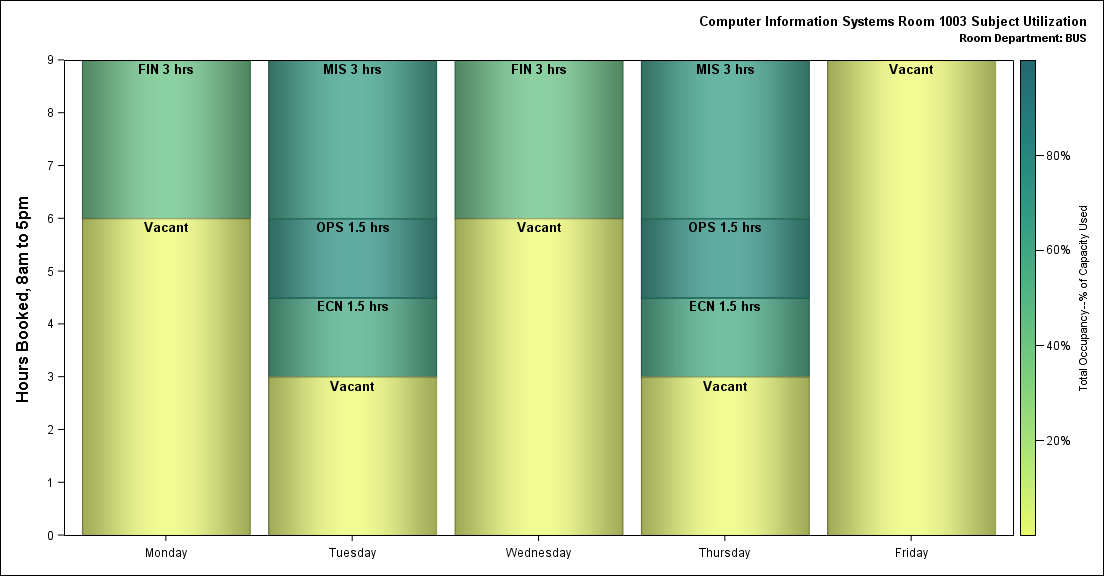 Computer Information Systems Room 1003 Subject Utilization
Room Department: BUS
Hours Booked, 8am to 5pm
9
8
7
6
5
4
3
2
1
0
FIN 3 hrs
Vacant
MIS 3 hrs
OPS 1.5 hrs
ECN 1.5 hrs
Vacant
FIN 3 hrs
Vacant
MIS 3 hrs
OPS 1.5 hrs
ECN 1.5 hrs
Vacant
Vacant
Monday
Tuesday
Wednesday
Thursday
Friday
80%
60%
40%
20%
Total Occupancy--% of Capacity Used